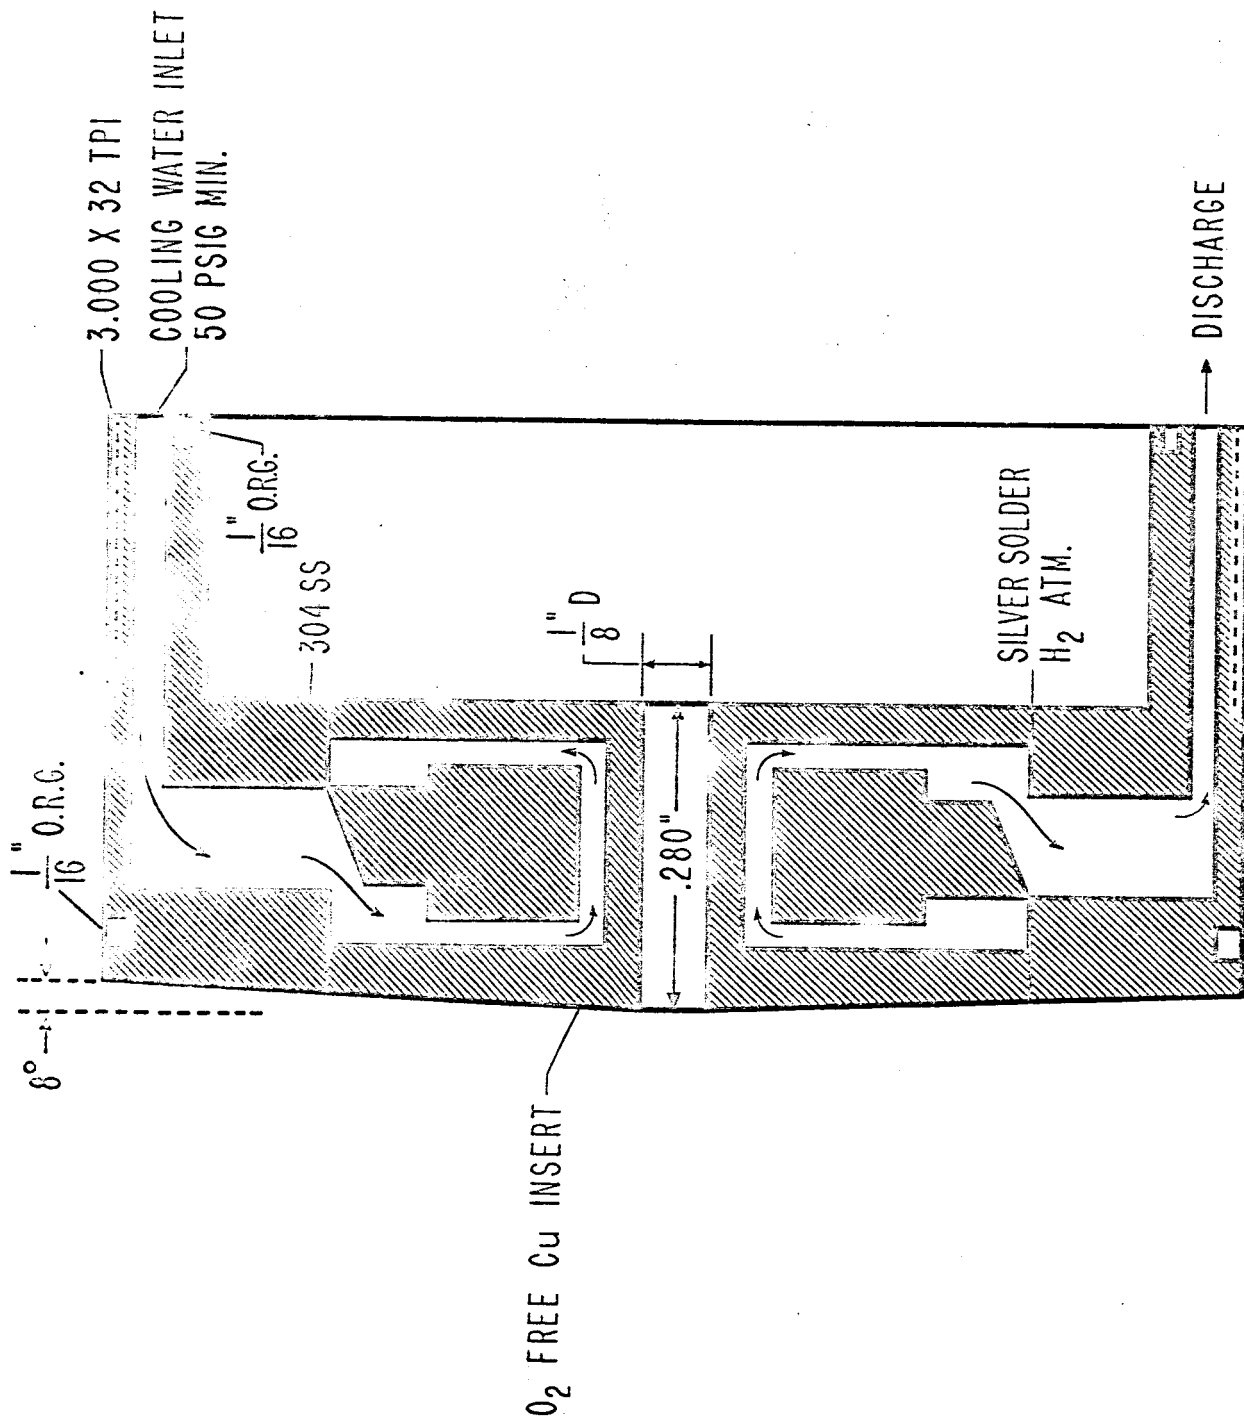 3.000 X 32 TPI
COOLING WATER INLET
50 PSIG MIN.
1"
16 O.R.G.
8°
1"
16 O.R.G.
304 SS
1"
8 D
.280"
O2 FREE Cu INSERT
SILVER SOLDER
H2 ATM.
DISCHARGE